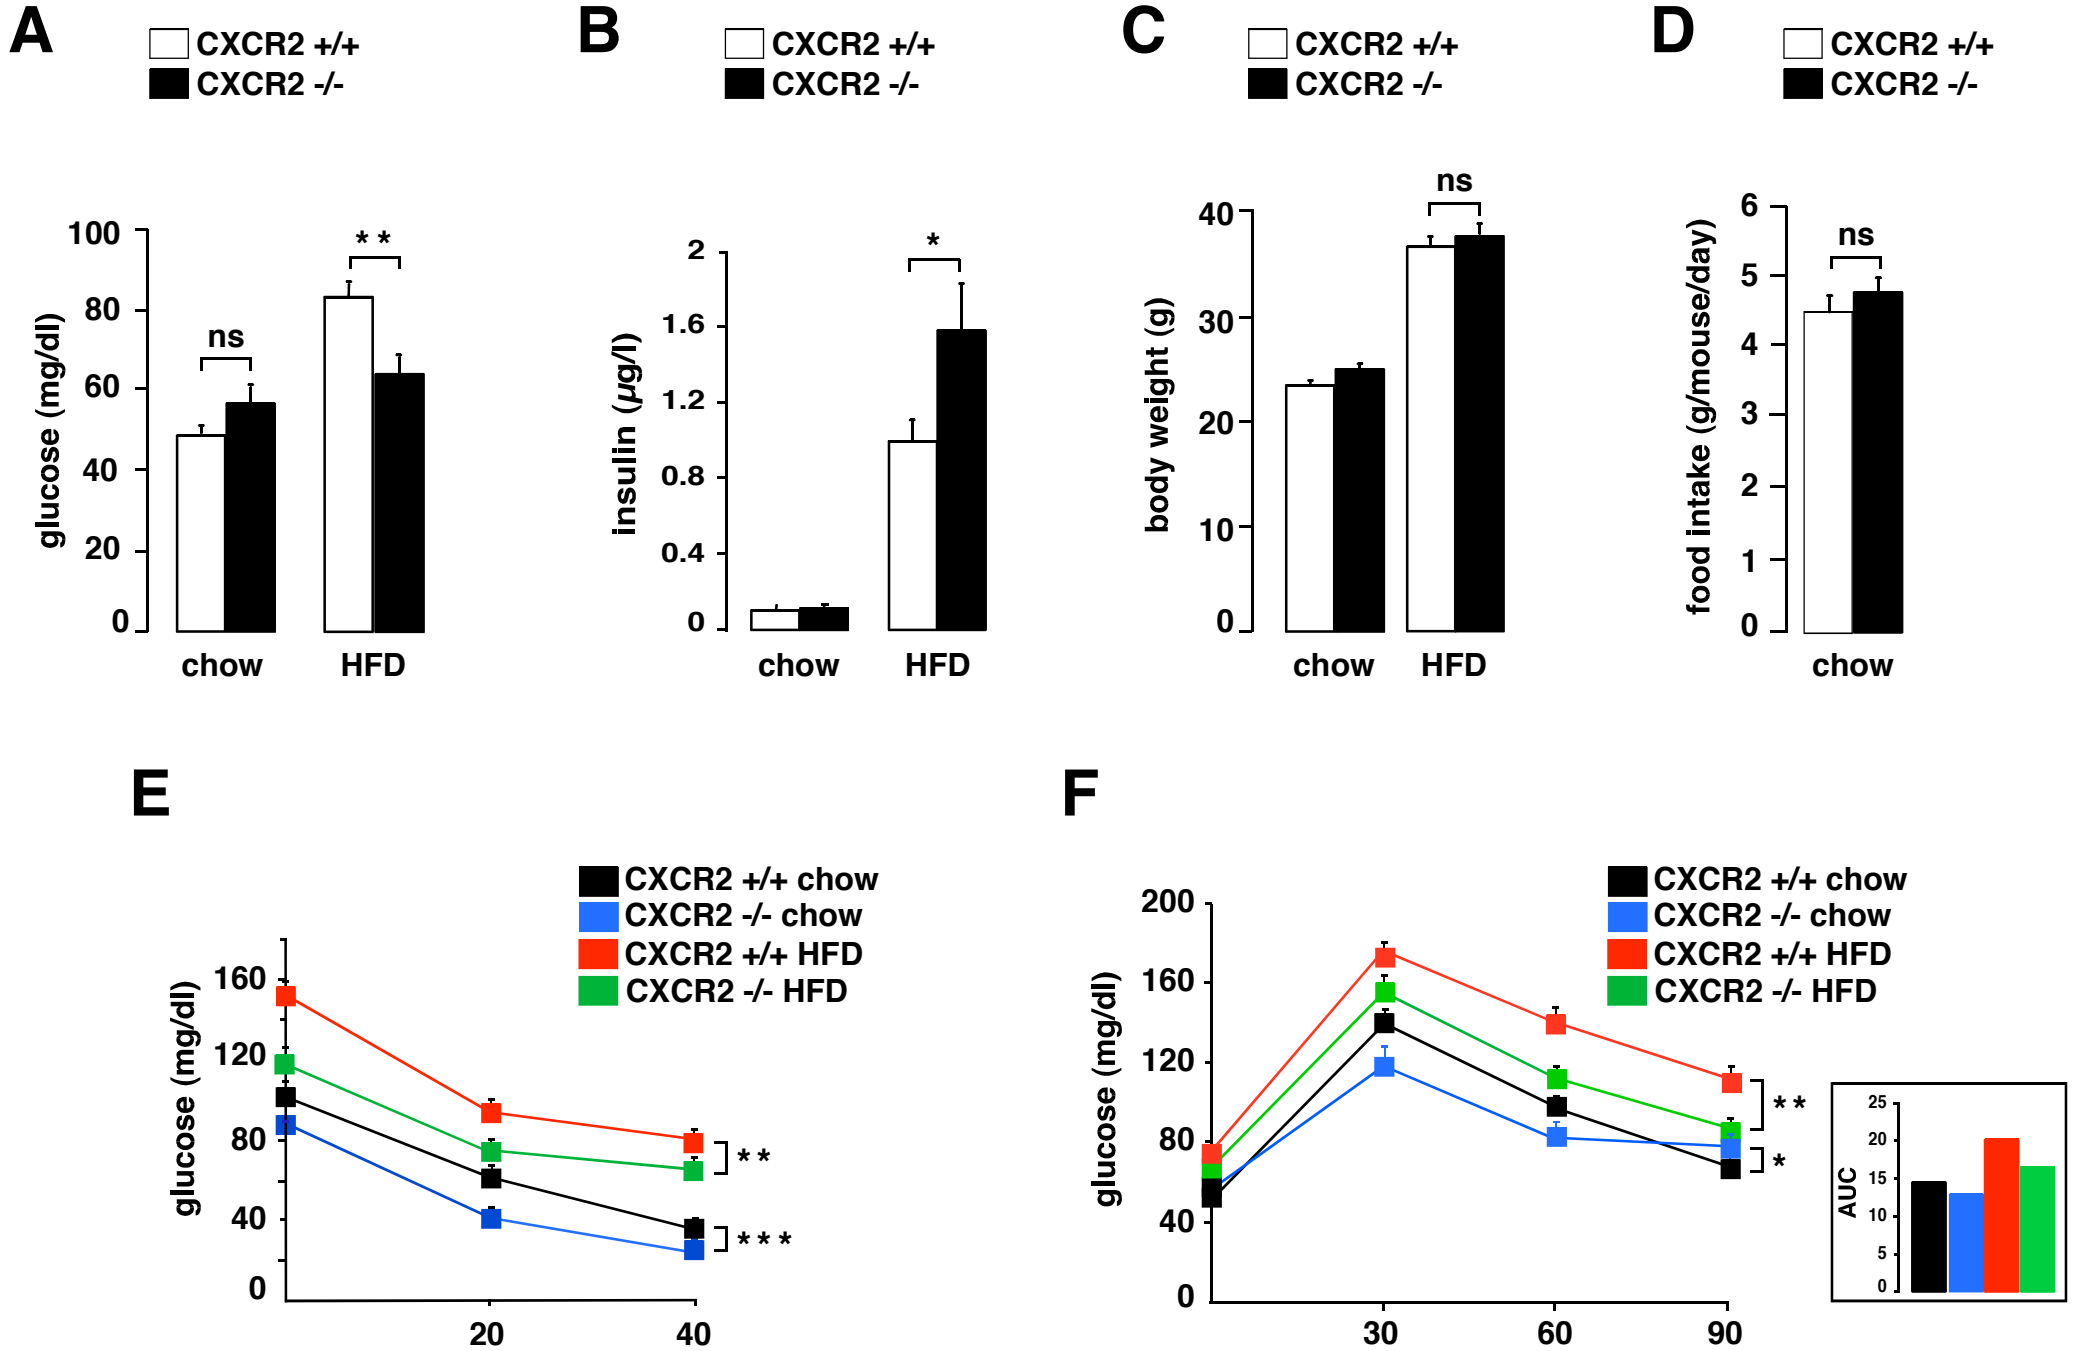 A
CXCR2 +/+
CXCR2 -/-
glucose (mg/dl)
100
80
60
40
20
0
ns
**
chow
HFD
B
CXCR2 +/+
CXCR2 -/-
insulin (µg/l)
2
1.6
1.2
0.8
0.4
0
*
chow
HFD
C
CXCR2 +/+
CXCR2 -/-
body weight (g)
40
30
20
10
0
ns
chow
HFD
D
CXCR2 +/+
CXCR2 -/-
food intake (g/mouse/day)
6
5
4
3
2
1
0
ns
chow
E
CXCR2 +/+ chow
CXCR2 -/- chow
CXCR2 +/+ HFD
CXCR2 -/- HFD
glucose (mg/dl)
160
120
80
40
0
**
***
20
40
F
CXCR2 +/+ chow
CXCR2 -/- chow
CXCR2 +/+ HFD
CXCR2 -/- HFD
glucose (mg/dl)
200
160
120
80
40
0
**
*
30
60
90
AUC
25
20
15
10
5
0